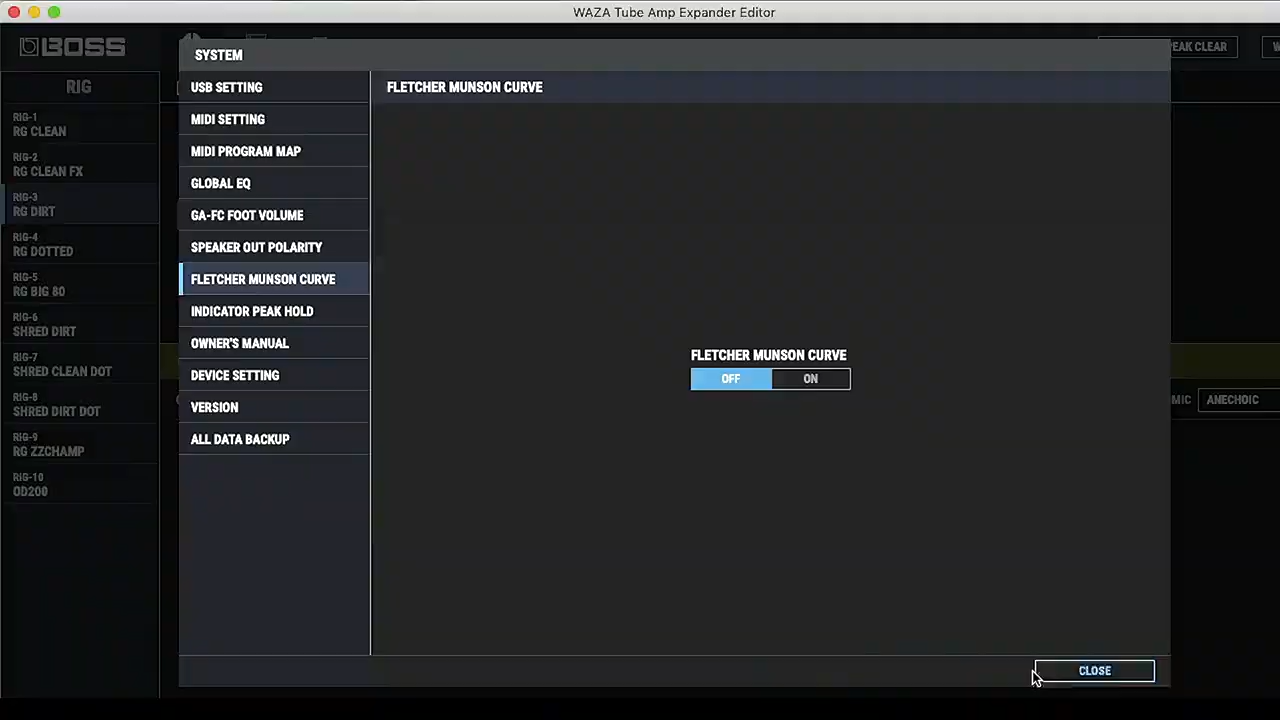 WAZA Tube Amp Expander Editor
BOSS
EAK CLEAR
W
SYSTEM
RIG
RIG-1
RG CLEAN
RIG-2
RG CLEAN FX
RIG-3
RG DIRT
RIG-4
RG DOTTED
RIG-5
RG BIG 80
RIG-6
SHRED DIRT
RIG-7
SHRED CLEAN DOT
RIG-8
SHRED DIRT DOT
RIG-9
RG ZZCHAMP
RIG-10
OD200
USB SETTING
MIDI SETTING
MIDI PROGRAM MAP
GLOBAL EQ
GA-FC FOOT VOLUME
SPEAKER OUT POLARITY
FLETCHER MUNSON CURVE
INDICATOR PEAK HOLD
OWNER'S MANUAL
DEVICE SETTING
VERSION
ALL DATA BACKUP
FLETCHER MUNSON CURVE
FLETCHER MUNSON CURVE
OFF ON
MIC ANECHOIC
CLOSE